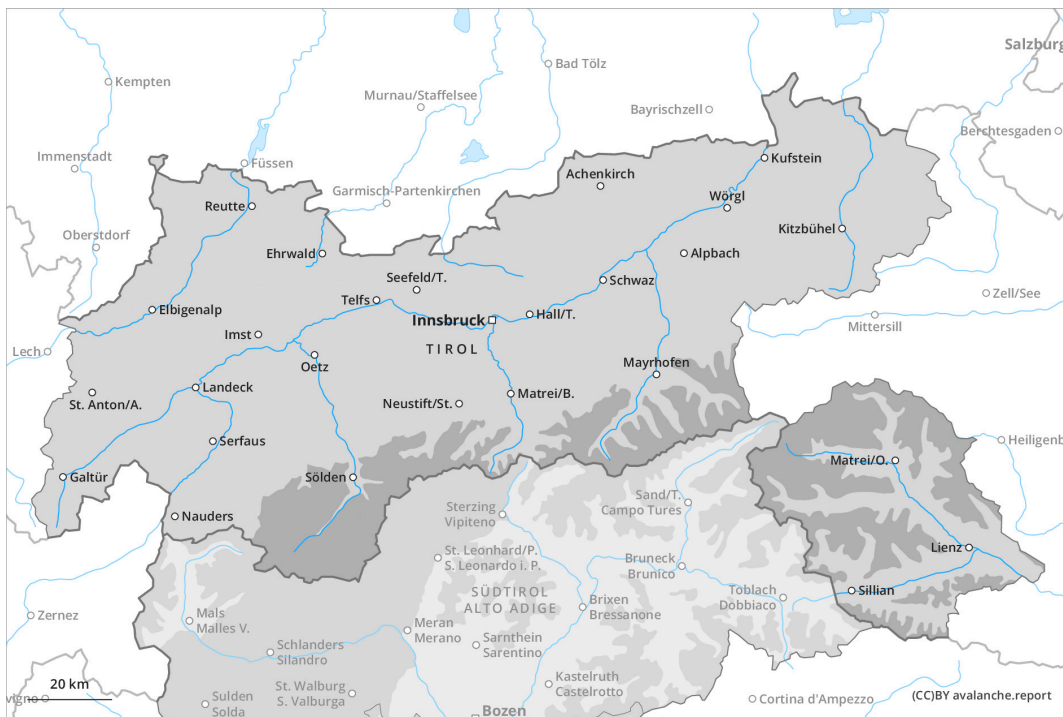 Salzburg
Bad Tölz
Kempten
Murnau/Staffelsee
Bayrischzell
Berchtesgaden
Immenstadt
Füssen
Kufstein
Achenkirch
Garmisch-Partenkirchen
Reutte
Wörgl
Kitzbühel
Oberstdorf
Ehrwald
Alpbach
Seefeld/T.
Schwaz
Zell/See
Telfs
Elbigenalp
Innsbruck
Hall/T.
Mittersill
Imst
TIROL
Lech
Oetz
Mayrhofen
Landeck
Matrei/B.
St. Anton/A.
Neustift/St.
Serfaus
Heiligenb
Matrei/O.
Galtür
Sölden
Sand/T.
Campo Tures
Sterzing
Vipiteno
Nauders
Lienz
St. Leonhard/P.
S. Leonardo i. P.
Bruneck
Brunico
SÜDTIROL
ALTO ADIGE
Toblach
Dobbiaco
Sillian
Brixen
Bressanone
Zernez
Mals
Malles V.
Meran
Merano
Sarnthein
Sarentino
Schlanders
Silandro
Kastelruth
Castelrotto
20 km
vigno
St. Walburg
S. Valburga
Sulden
Solda
Cortina d'Ampezzo
(CC)BY avalanche.report
Bozen